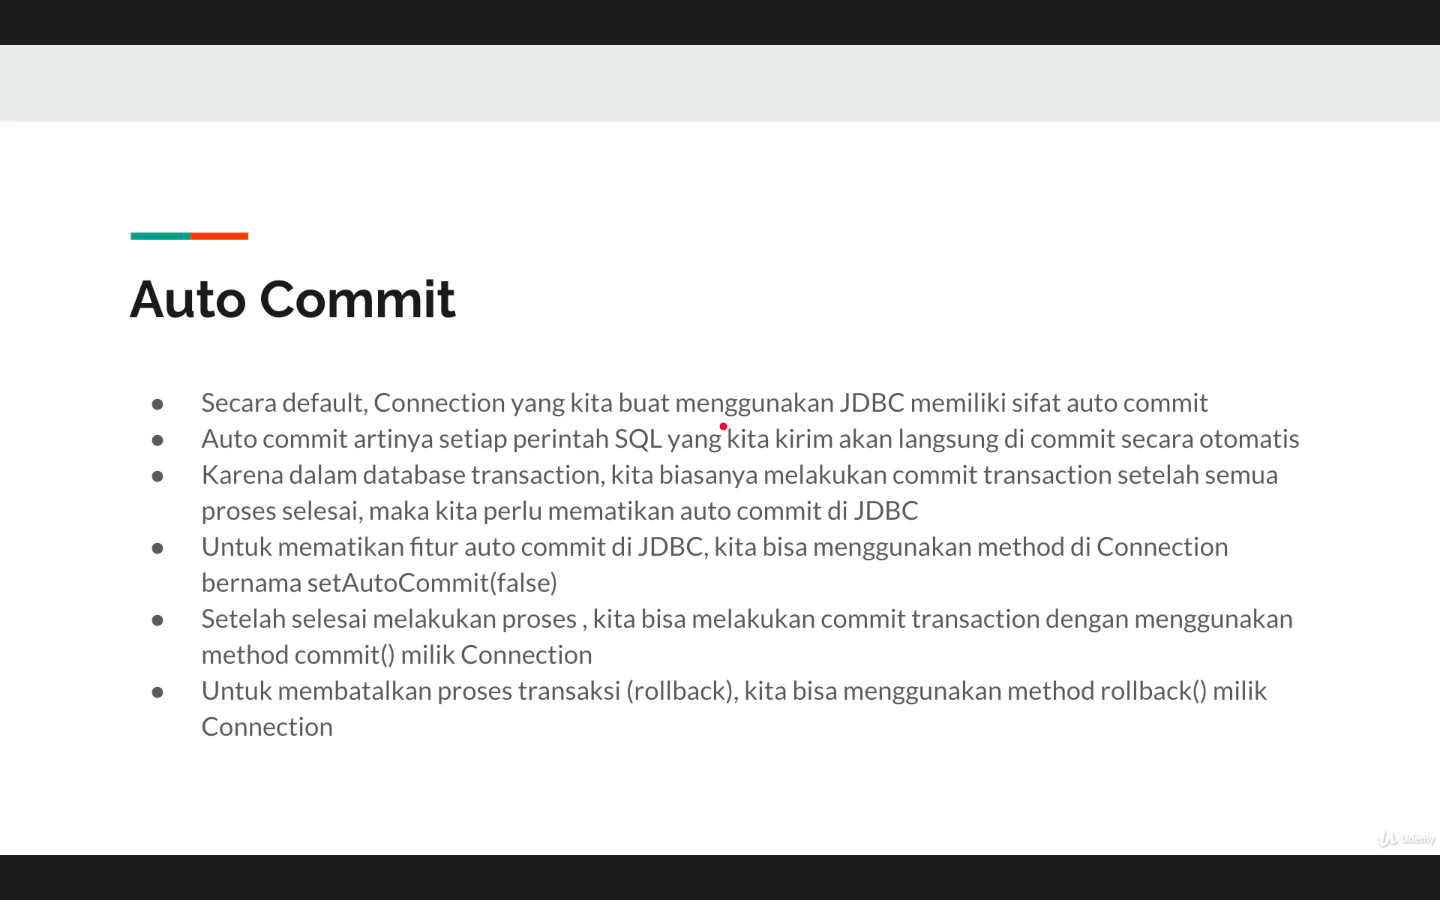 Auto Commit
● Secara default, Connection yang kita buat menggunakan JDBC memiliki sifat auto commit
● Auto commit artinya setiap perintah SQL yang kita kirim akan langsung di commit secara otomatis
● Karena dalam database transaction, kita biasanya melakukan commit transaction setelah semua
proses selesai, maka kita perlu mematikan auto commit di JDBC
● Untuk mematikan fitur auto commit di JDBC, kita bisa menggunakan method di Connection
bernama setAutoCommit(false)
● Setelah selesai melakukan proses , kita bisa melakukan commit transaction dengan menggunakan
method commit() milik Connection
● Untuk membatalkan proses transaksi (rollback), kita bisa menggunakan method rollback() milik
Connection
Udemy